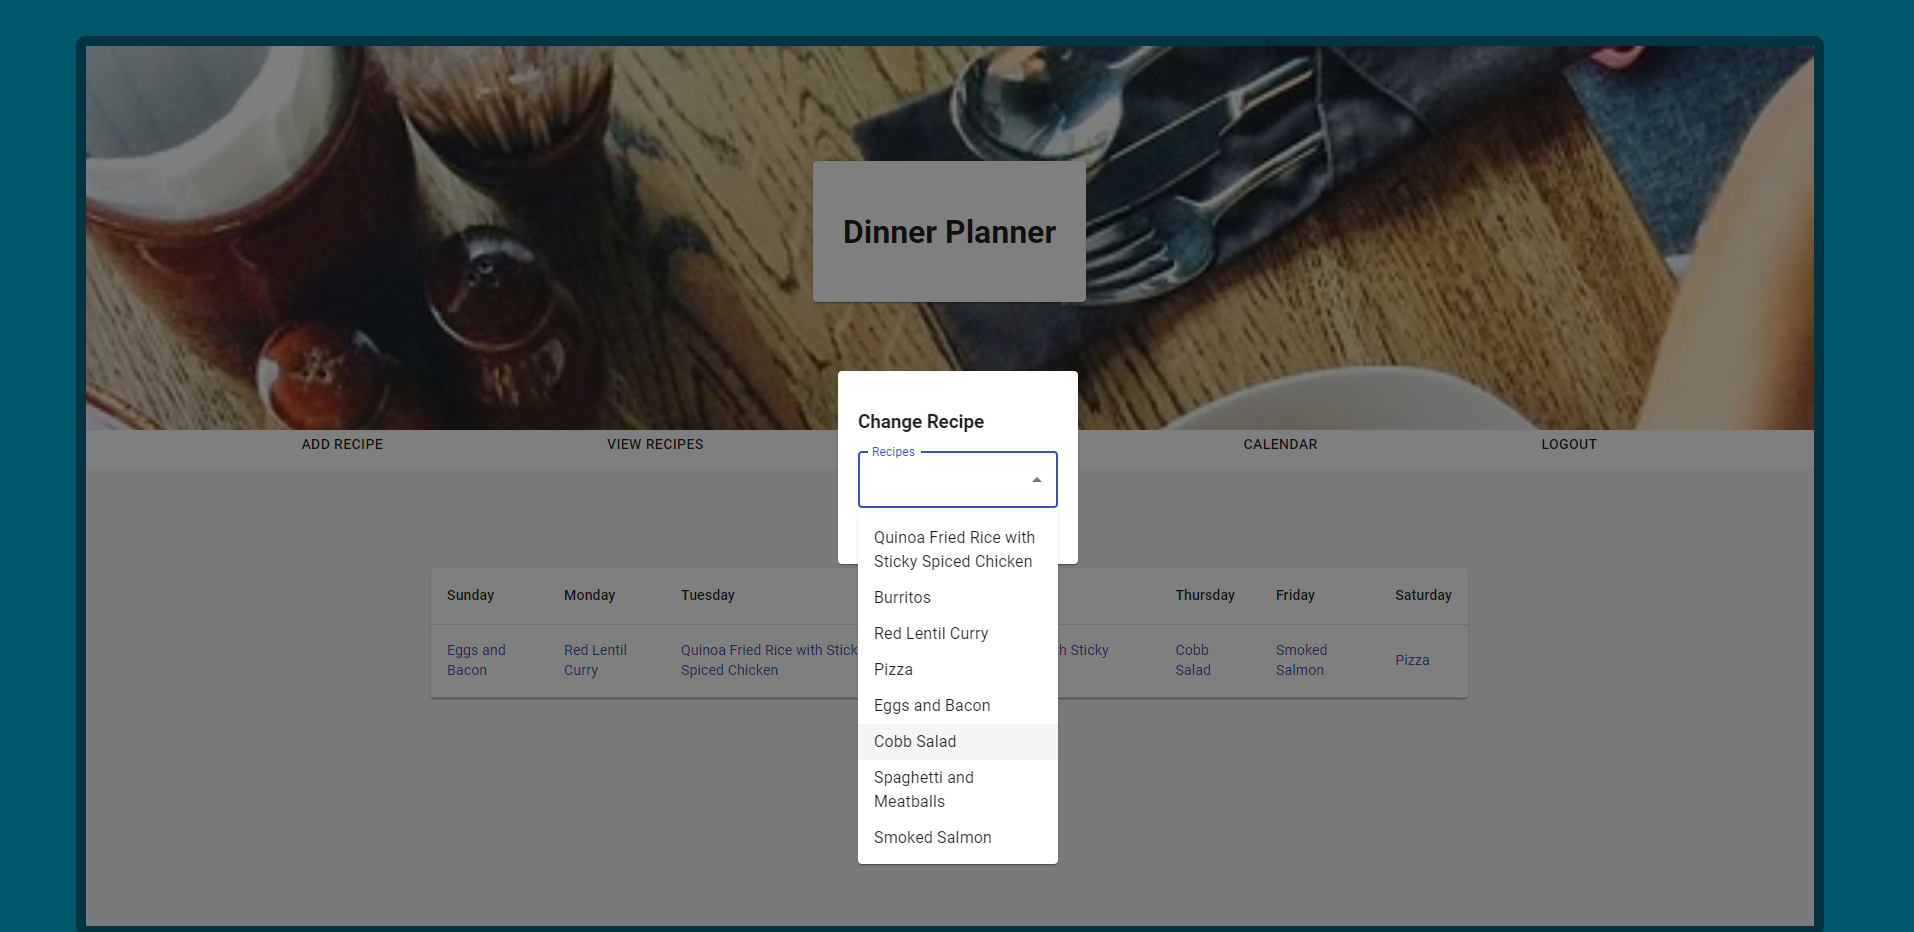 Dinner Planner
Change Recipe
ADD RECIPE
VIEW RECIPES
CALENDAR
LOGOUT
Recipes
Quinoa Fried Rice with
Sticky Spiced Chicken
Burritos
Red Lentil Curry
Pizza
Eggs and Bacon
Cobb Salad
Spaghetti and
Meatballs
Smoked Salmon
Sunday
Monday
Tuesday
Thursday
Friday
Saturday
Eggs and
Bacon
Red Lentil
Curry
Quinoa Fried Rice with Stick
Spiced Chicken
h Sticky
Cobb
Salad
Smoked
Salmon
Pizza